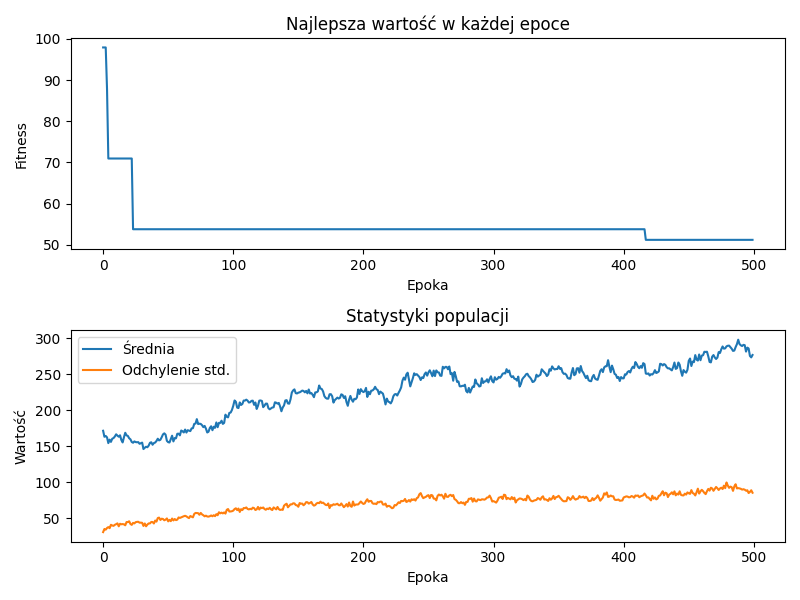 Najlepsza wartość w każdej epoce
100
90
80
70
60
50
Fitness
0 100 200 300 400 500
Epoka
Statystyki populacji
300
250
200
150
100
50
Wartość
Średnia
Odchylenie std.
0 100 200 300 400 500
Epoka